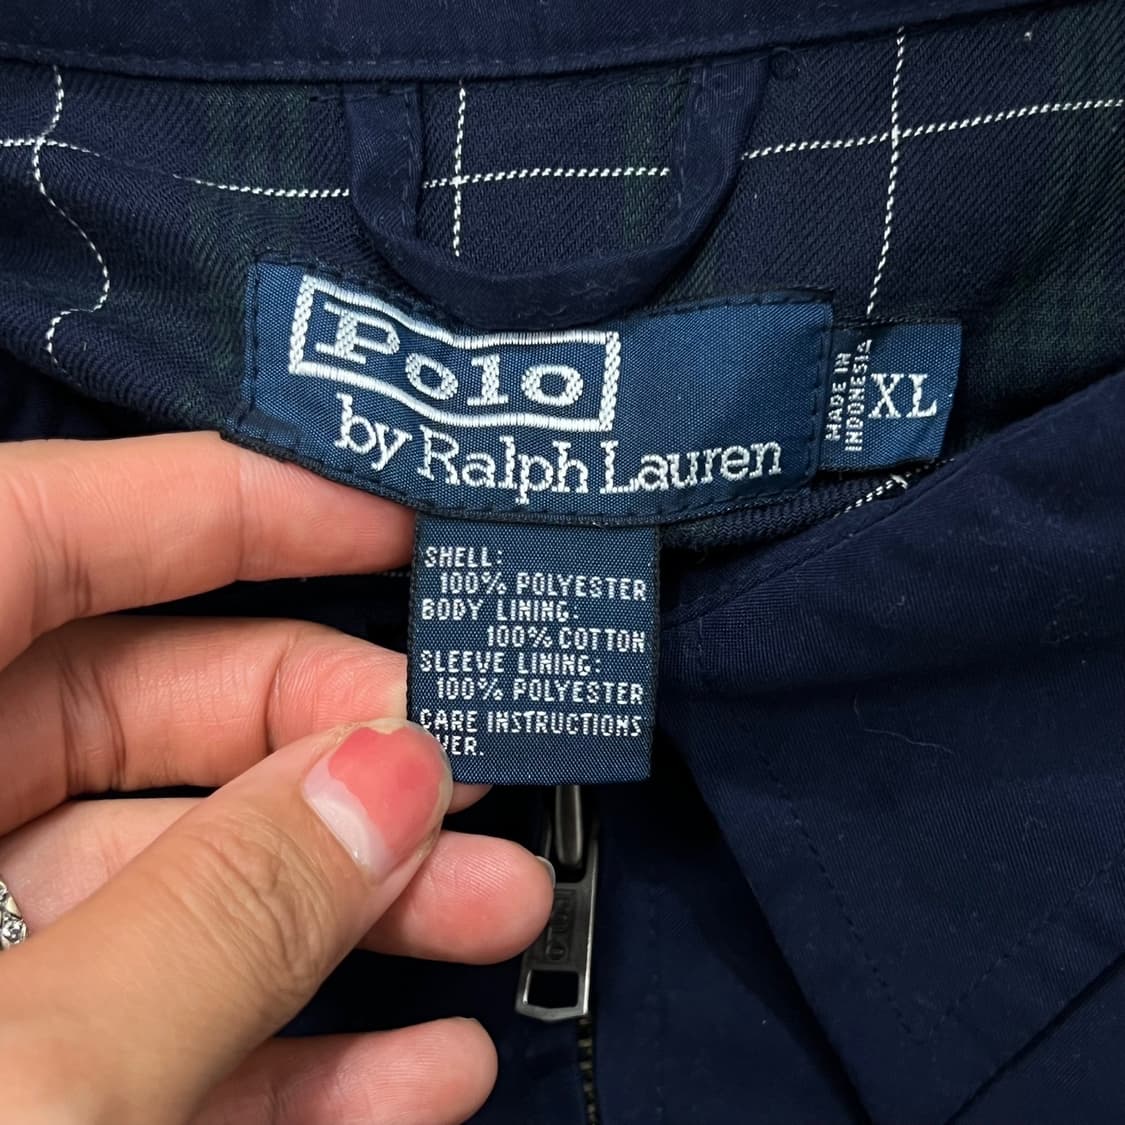 Polo
by Ralph Lauren
MADE IN
INDONESIA
XL
SHELL:
100% POLYESTER
BODY LINING:
100% COTTON
SLEEVE LINING:
100% POLYESTER
CARE INSTRUCTIONS